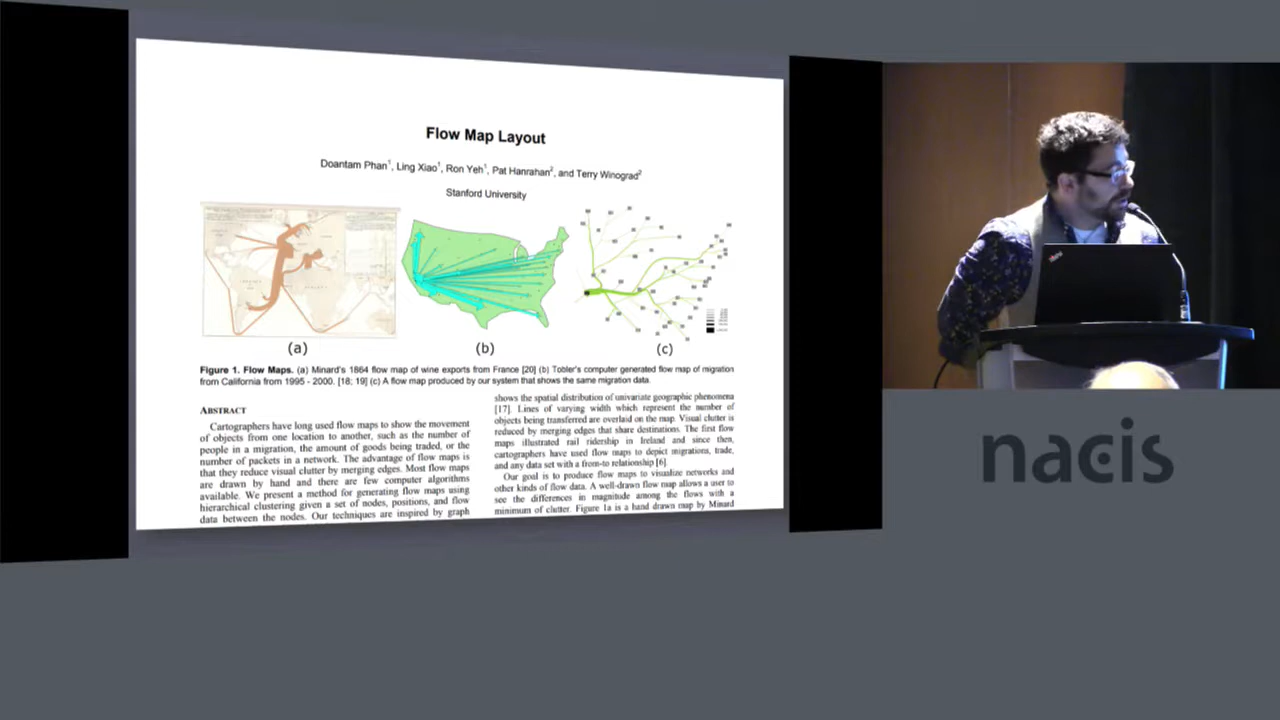 Flow Map Layout
Doantam Phan1, Ling Xiao1, Ron Yeh1, Pat Hanrahan2, and Terry Winograd2
Stanford University
(a)
(b)
(c)
Figure 1. Flow Maps. (a) Minard's 1864 flow map of wine exports from France [20] (b) Tobler's computer generated flow map of migration
from California from 1995 - 2000. [18; 19] (c) A flow map produced by our system that shows the same migration data.
ABSTRACT
Cartographers have long used flow maps to show the movement
of objects from one location to another, such as the number of
people in a migration, the amount of goods being traded, or the
number of packets in a network. The advantage of flow maps is
that they reduce visual clutter by merging edges. Most flow maps
are drawn by hand and there are few computer algorithms
available. We present a method for generating flow maps using
hierarchical clustering given a set of nodes, positions, and flow
data between the nodes. Our techniques are inspired by graph
shows the spatial distribution of univariate geographic phenomena
[17]. Lines of varying width which represent the number of
objects being transferred are overlaid on the map. Visual clutter is
reduced by merging edges that share destinations. The first flow
maps illustrated rail ridership in Ireland and since then,
cartographers have used flow maps to depict migrations, trade,
and any data set with a from-to relationship [6].
Our goal is to produce flow maps to visualize networks and
other kinds of flow data. A well-drawn flow map allows a user to
see the differences in magnitude among the flows with a
minimum of clutter. Figure 1a is a hand drawn map by Minard
nacis